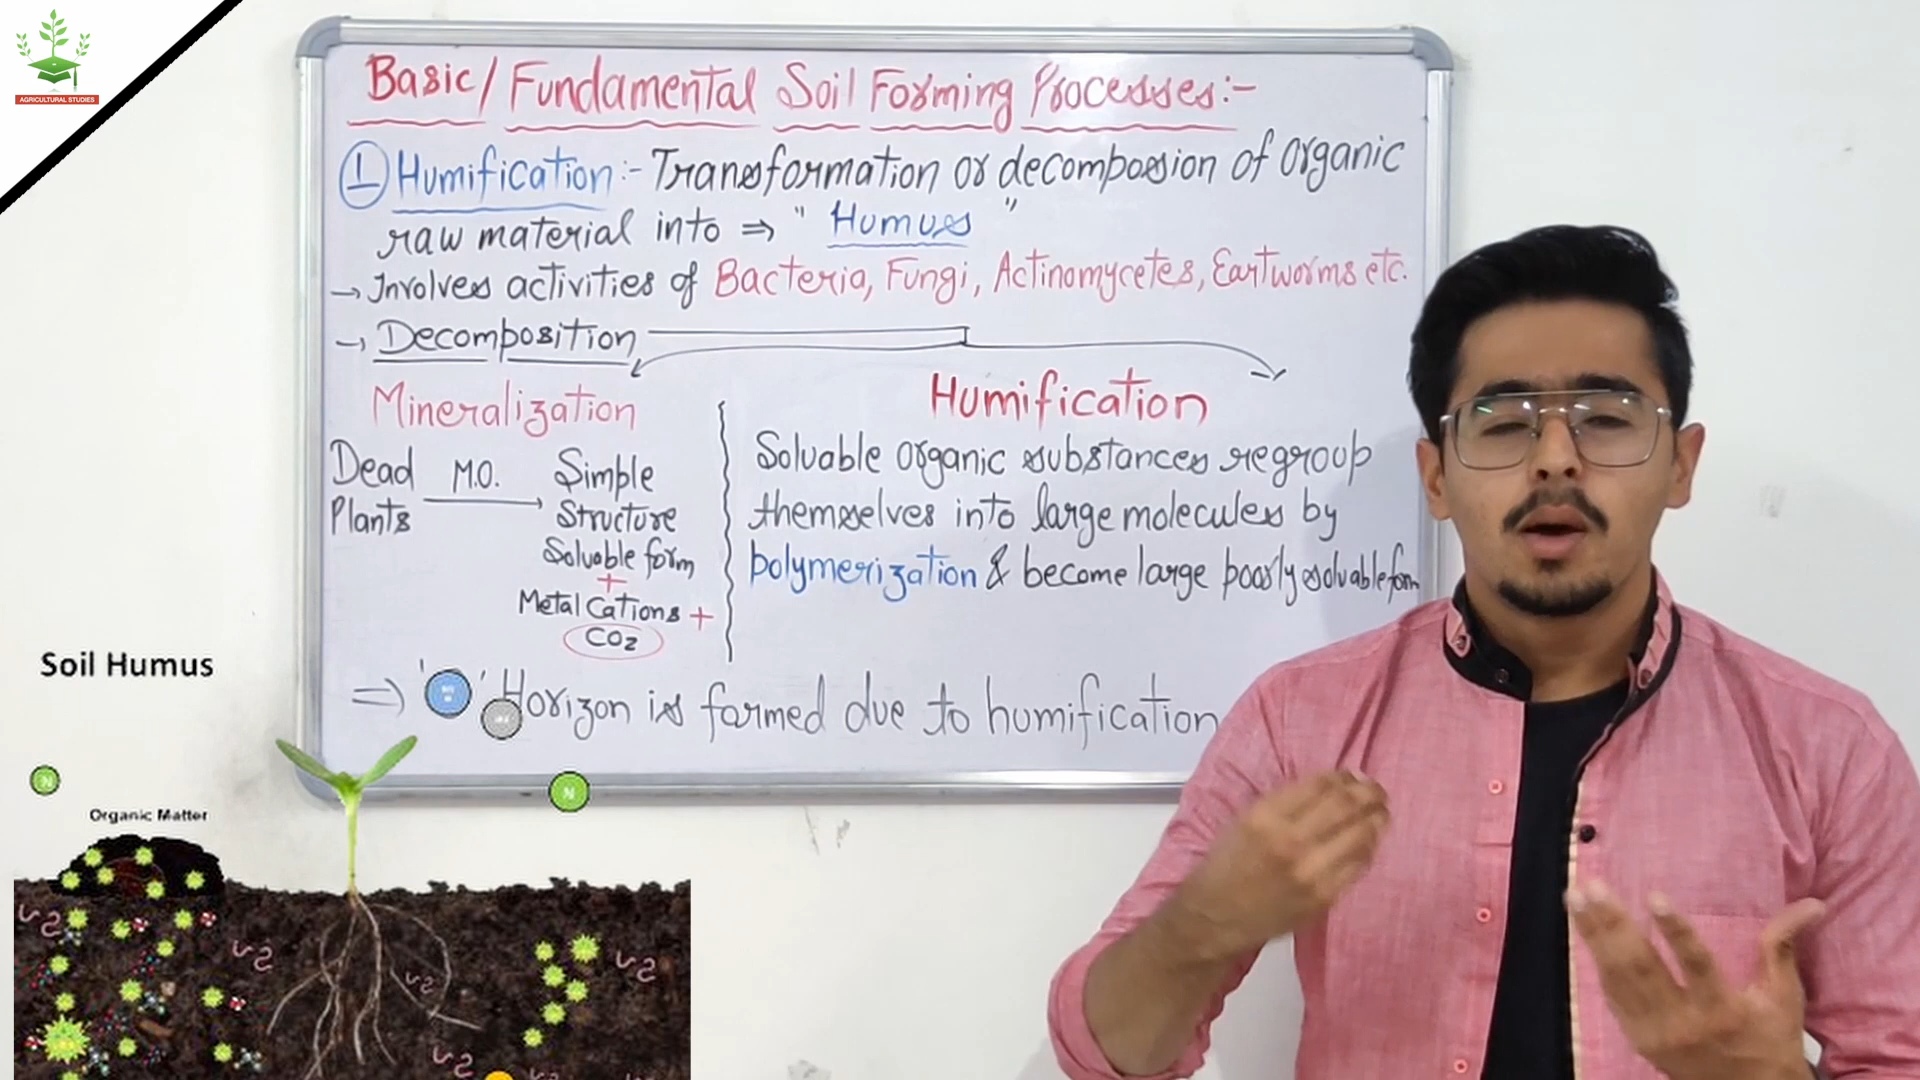 AGRICULTURAL STUDIES
Basic/Fundamental Soil Forming Processes:-
1 Humification:- Transformation or decomposion of organic
raw material into ⇒ "Humus"
→ Involves activities of Bacteria, Fungi, Actinomycetes, Eartworms etc.
→ Decomposition
Mineralization
Dead Plants M.O. → Simple
Structure
Soluable form
+
Metal Cations +
CO2
Humification
Soluable organic substances regroup
themselves into large molecules by
polymerization & become large poorly soluable form
⇒ ' ' Horizon is formed due to humification
Soil Humus
N
N
Organic Matter